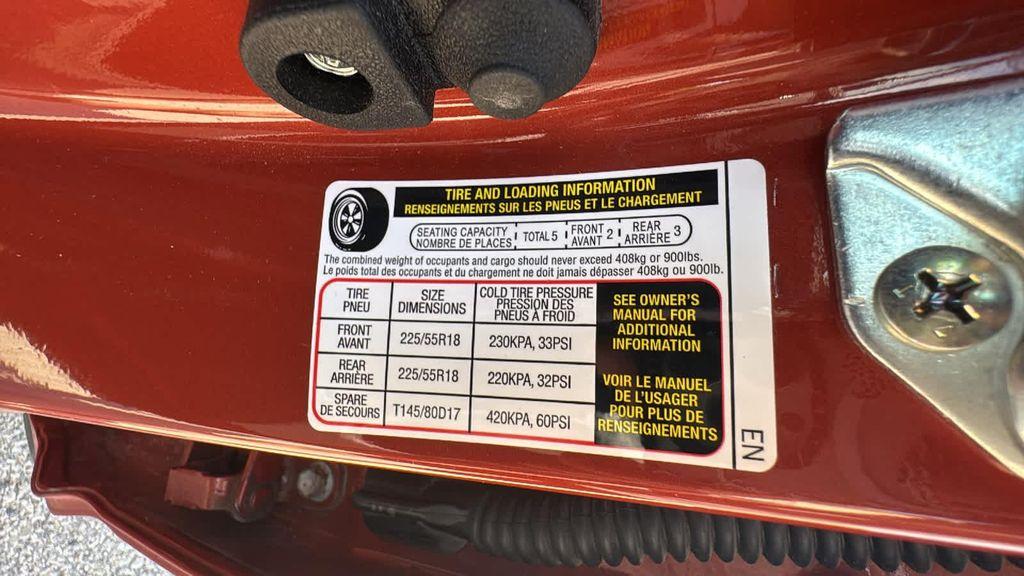 TIRE AND LOADING INFORMATION
RENSEIGNEMENTS SUR LES PNEUS ET LE CHARGEMENT
SEATING CAPACITY
NOMBRE DE PLACES
TOTAL 5
FRONT
AVANT 2
REAR
ARRIÈRE 3
The combined weight of occupants and cargo should never exceed 408kg or 900lbs.
Le poids total des occupants et du chargement ne doit jamais dépasser 408kg ou 900lb.
TIRE
PNEU
SIZE
DIMENSIONS
COLD TIRE PRESSURE
PRESSION DES
PNEUS À FROID
FRONT
AVANT
225/55R18
230KPA, 33PSI
REAR
ARRIÈRE
225/55R18
220KPA, 32PSI
SPARE
DE SECOURS
T145/80D17
420KPA, 60PSI
SEE OWNER'S
MANUAL FOR
ADDITIONAL
INFORMATION
VOIR LE MANUEL
DE L'USAGER
POUR PLUS DE
RENSEIGNEMENTS
EN